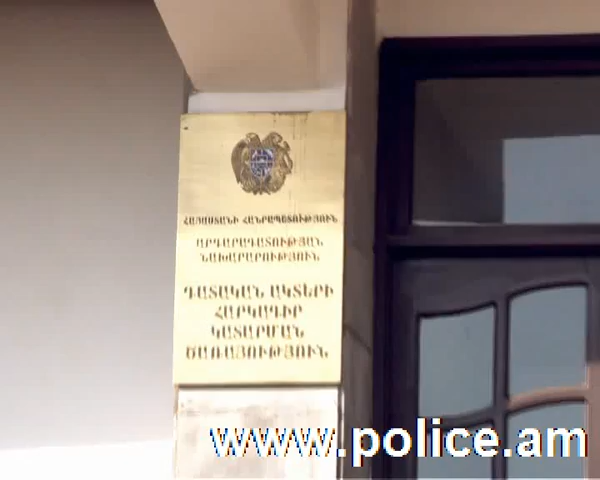 ՀԱՅԱՍՏԱՆԻ ՀԱՆՐԱՊԵՏՈՒԹՅՈՒՆ
ԱՐԴԱՐԱԴԱՏՈՒԹՅԱՆ
ՆԱԽԱՐԱՐՈՒԹՅՈՒՆ
ԴԱՏԱԿԱՆ ԱԿՏԵՐԻ
ՀԱՐԿԱԴԻՐ
ԿԱՏԱՐՄԱՆ
ԾԱՌԱՅՈՒԹՅՈՒՆ
www.police.am